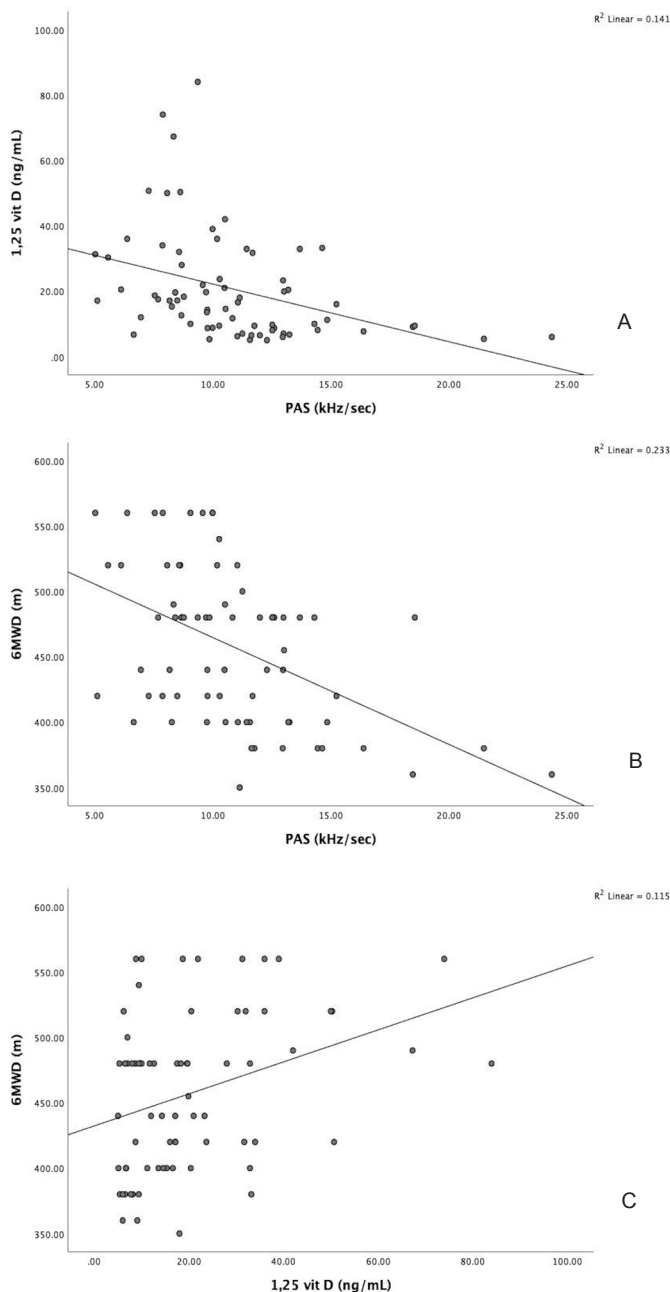 R² Linear = 0.141
100.00
80.00
60.00
40.00
20.00
.00
1,25 vit D (ng/mL)
5.00 10.00 15.00 20.00 25.00
PAS (kHz/sec)
A
R² Linear = 0.233
600.00
550.00
500.00
450.00
400.00
350.00
6MWD (m)
5.00 10.00 15.00 20.00 25.00
PAS (kHz/sec)
B
R² Linear = 0.115
600.00
550.00
500.00
450.00
400.00
350.00
6MWD (m)
.00 20.00 40.00 60.00 80.00 100.00
1,25 vit D (ng/mL)
C